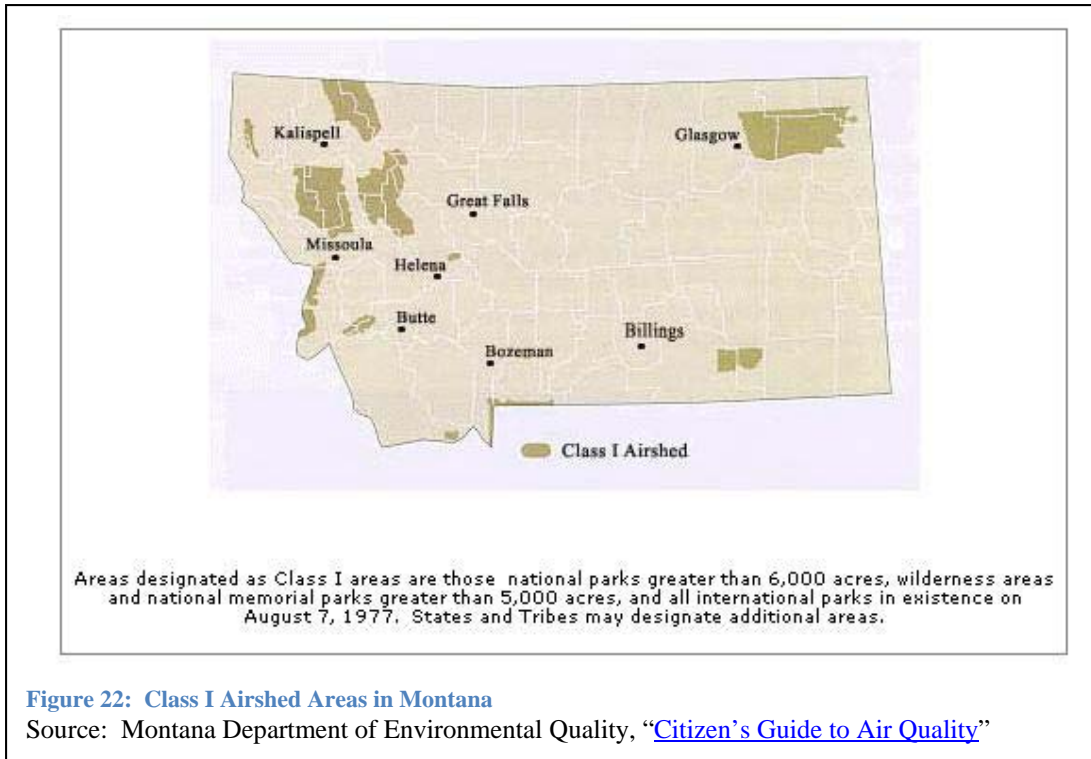 Kalispell
Glasgow
Great Falls
Missoula
Helena
Butte
Billings
Bozeman
Class I Airshed
Areas designated as Class I areas are those national parks greater than 6,000 acres, wilderness areas
and national memorial parks greater than 5,000 acres, and all international parks in existence on
August 7, 1977. States and Tribes may designate additional areas.
Figure 22: Class I Airshed Areas in Montana
Source: Montana Department of Environmental Quality, “Citizen’s Guide to Air Quality”